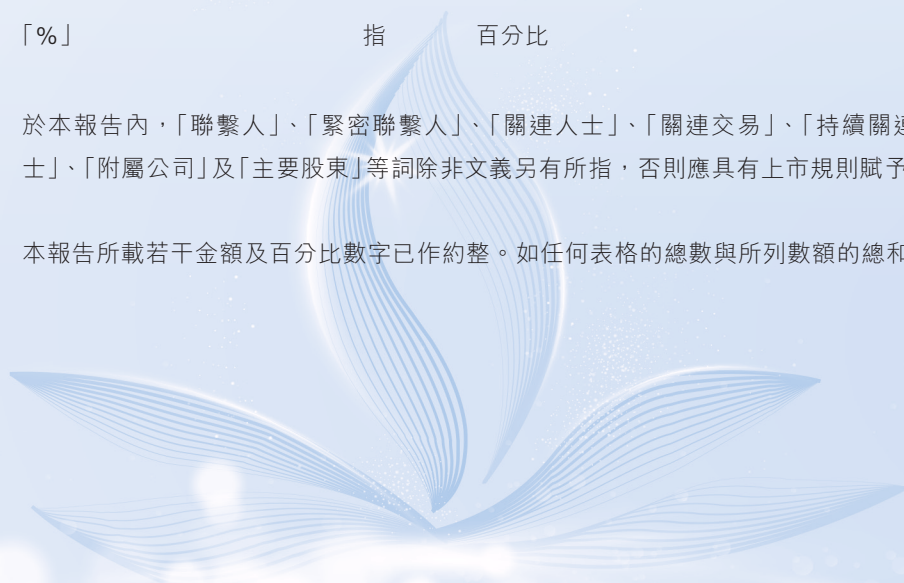 「%」 指 百分比
於本報告內，「聯繫人」、「緊密聯繫人」、「關連人士」、「關連交易」、「持續關連
士」、「附屬公司」及「主要股東」等詞除非文義另有所指，否則應具有上市規則賦予
本報告所載若干金額及百分比數字已作約整。如任何表格的總數與所列數額的總和